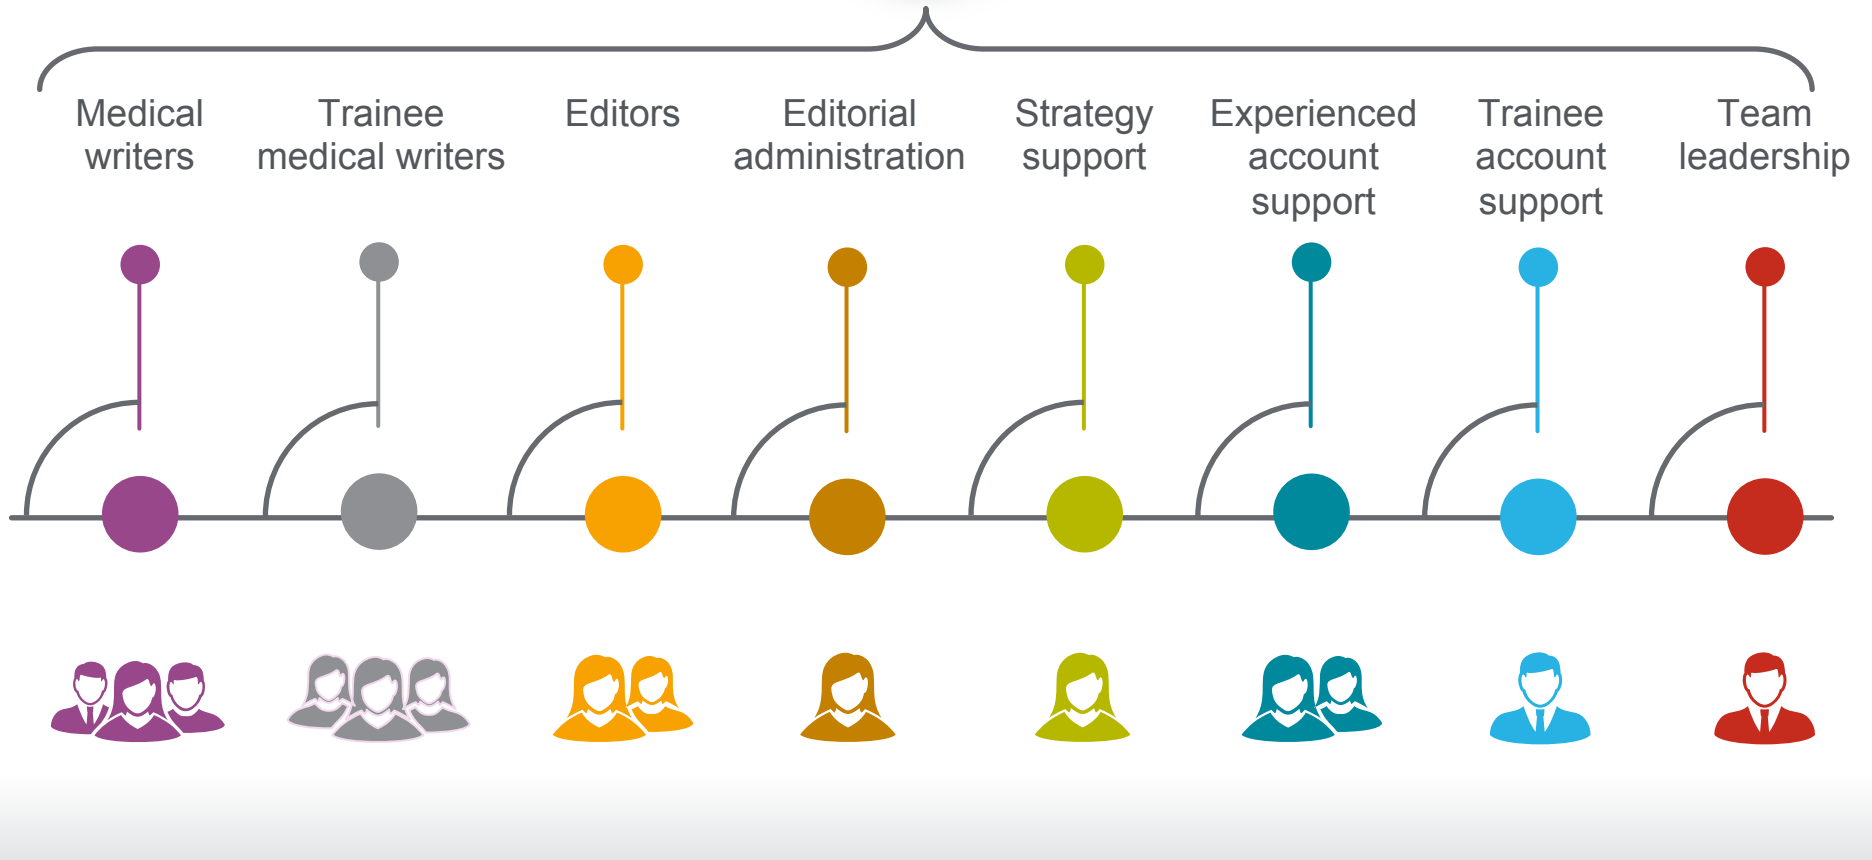 Medical
writers
Trainee
medical writers
Editors
Editorial
administration
Strategy
support
Experienced
account
support
Trainee
account
support
Team
leadership